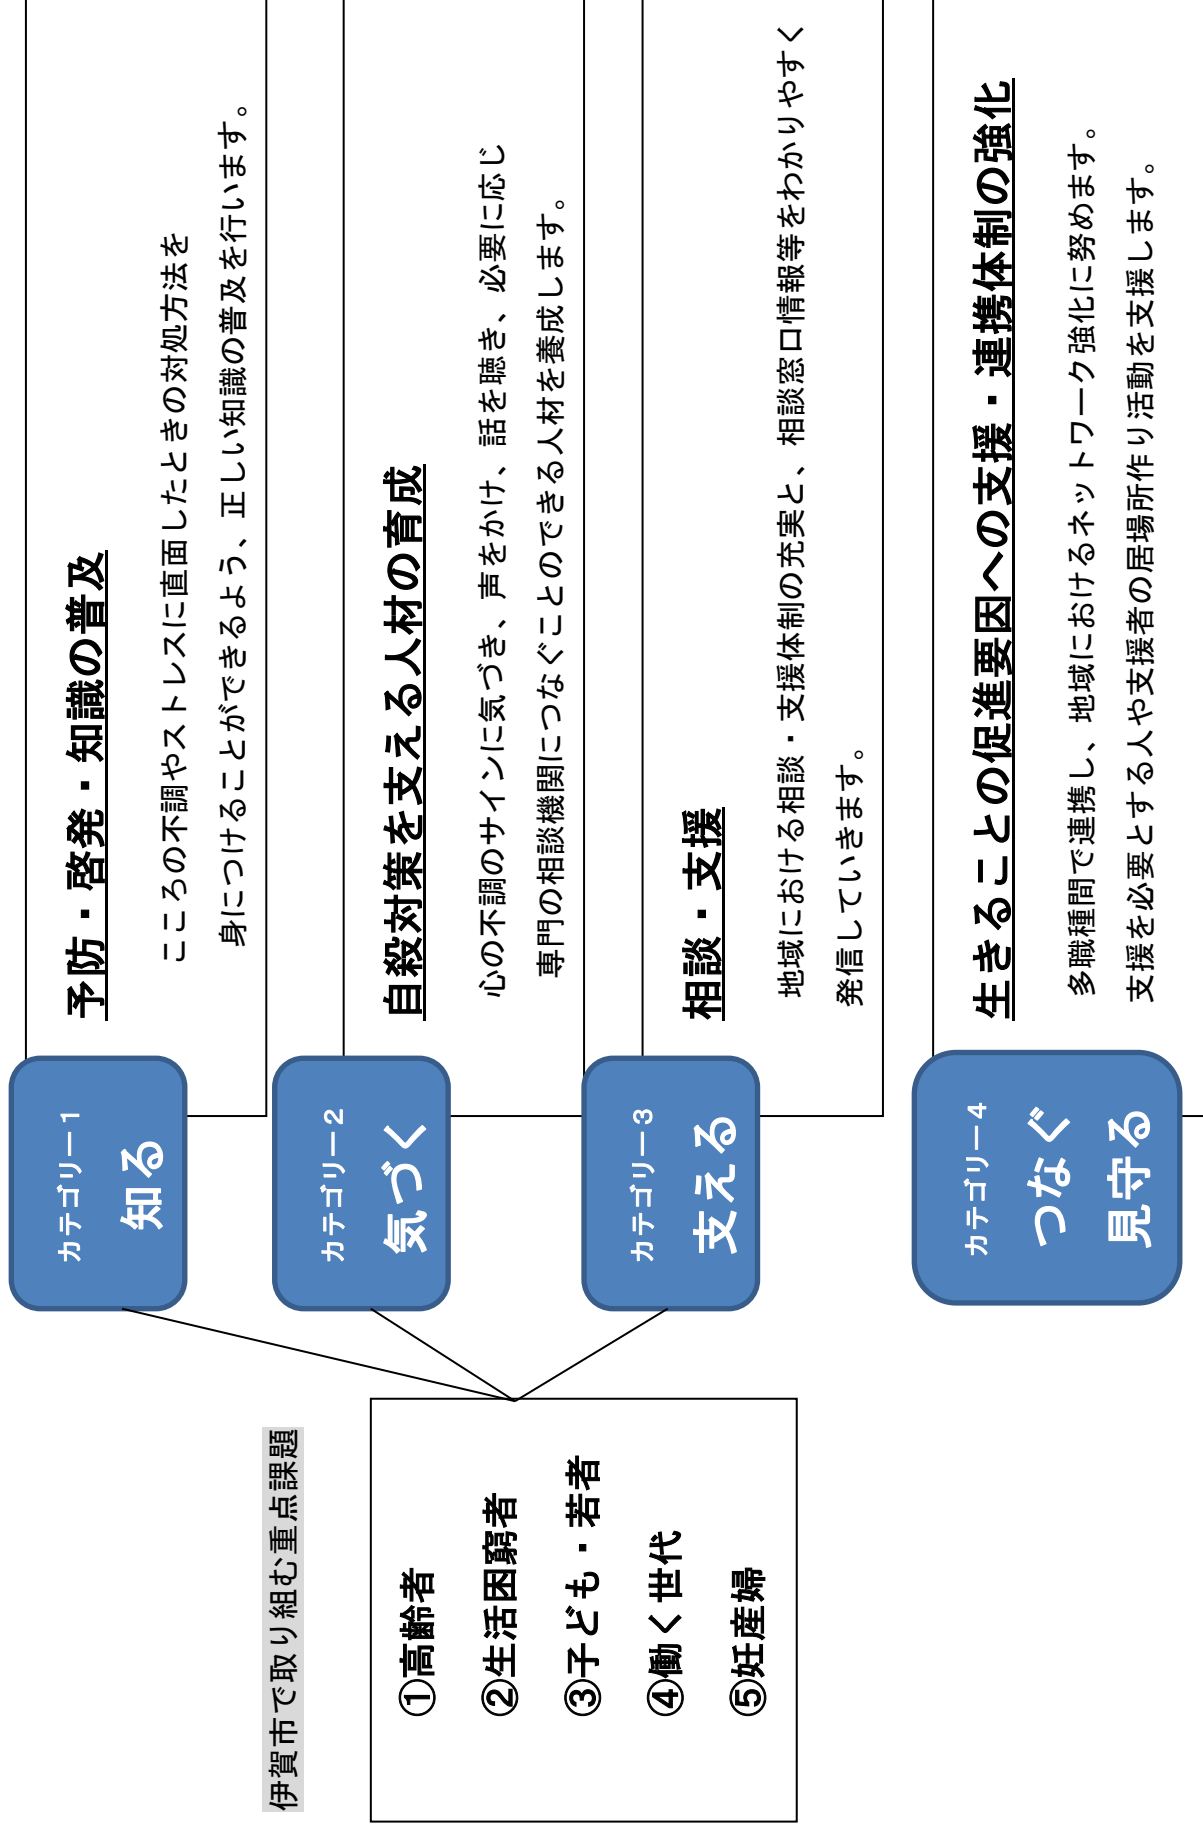 伊賀市で取り組む重点課題
①高齢者
②生活困窮者
③子ども・若者
④働く世代
⑤妊産婦
カテゴリー１
知る
予防・啓発・知識の普及
こころの不調やストレスに直面したときの対処方法を
身につけることができるよう、正しい知識の普及を行います。
カテゴリー２
気づく
自殺対策を支える人材の育成
心の不調のサインに気づき、声をかけ、話を聴き、必要に応じ
専門の相談機関につなぐことのできる人材を養成します。
カテゴリー３
支える
相談・支援
地域における相談・支援体制の充実と、相談窓口情報等をわかりやすく
発信していきます。
カテゴリー４
つなぐ
見守る
生きることの促進要因への支援・連携体制の強化
多職種間で連携し、地域におけるネットワーク強化に努めます。
支援を必要とする人や支援者の居場所作り活動を支援します。